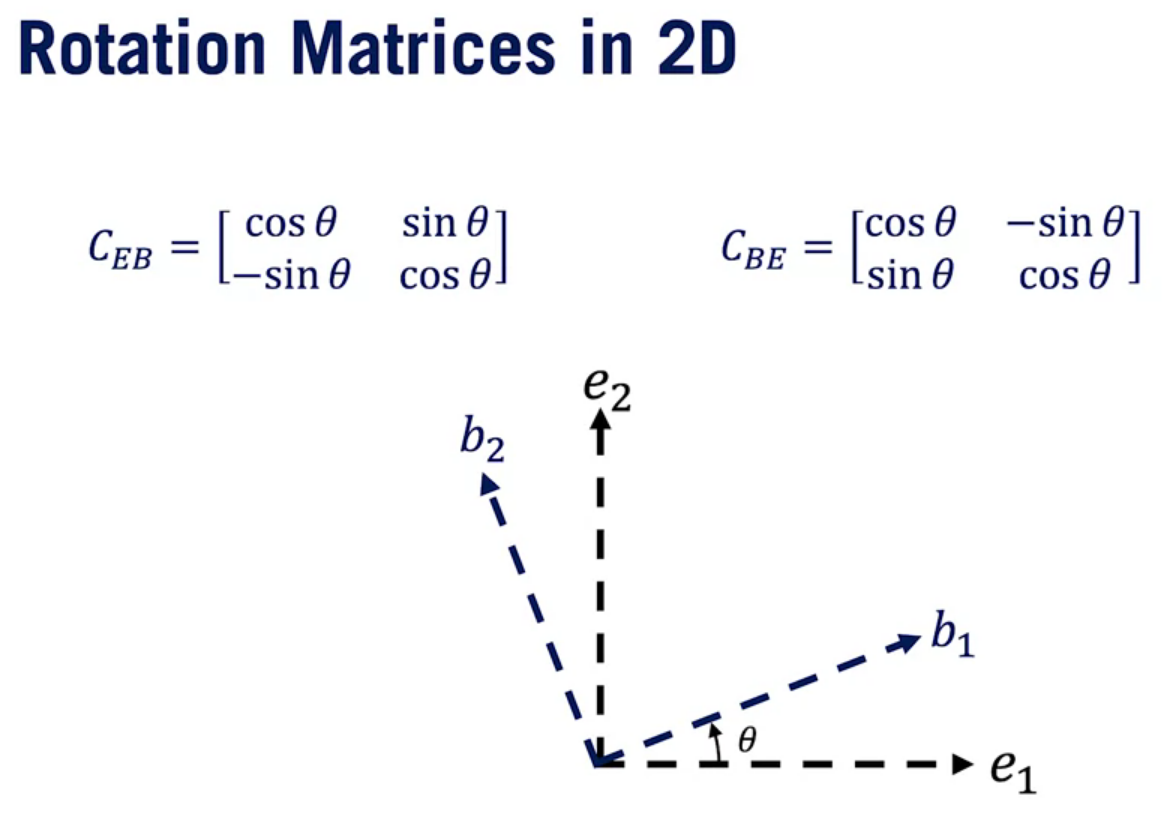 Rotation Matrices in 2D
C_{EB} = \begin{bmatrix} \cos\theta & \sin\theta \\ -\sin\theta & \cos\theta \end{bmatrix}
C_{BE} = \begin{bmatrix} \cos\theta & -\sin\theta \\ \sin\theta & \cos\theta \end{bmatrix}
e_2
b_2
b_1
θ
e_1